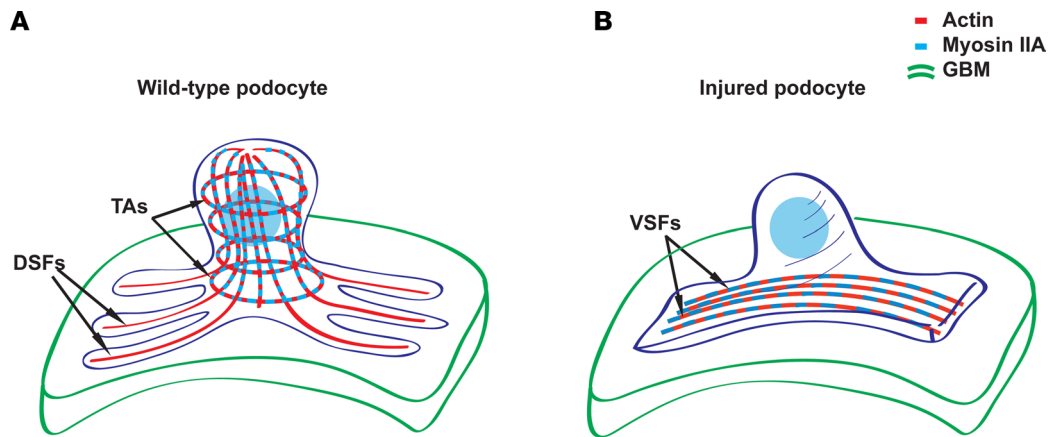 A
B
Actin
Myosin IIA
GBM
Wild-type podocyte
Injured podocyte
TAs
DSFs
VSFs